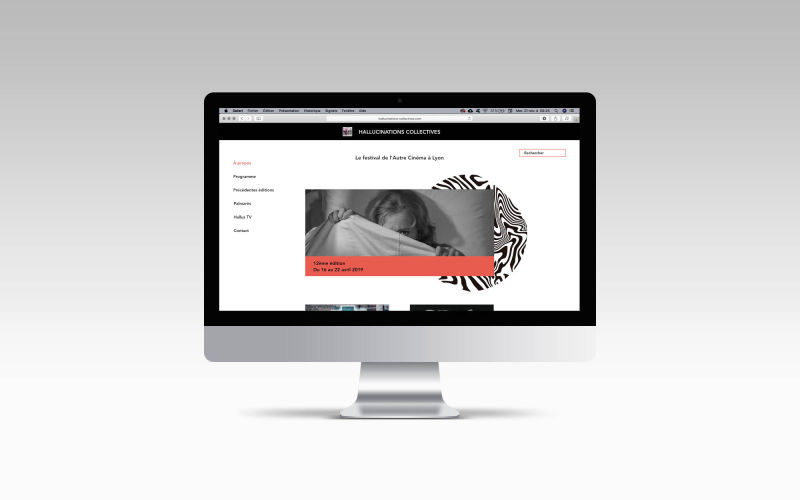 Safari Fichier Édition Présentation Historique Signets Fenêtre Aide
hallucinations-collectives.com
HALLUCINATIONS COLLECTIVES
Le festival de l'Autre Cinéma à Lyon
Rechercher
À propos
Programme
Précédentes éditions
Palmarès
Hallus TV
Contact
12ème édition
Du 16 au 22 avril 2019